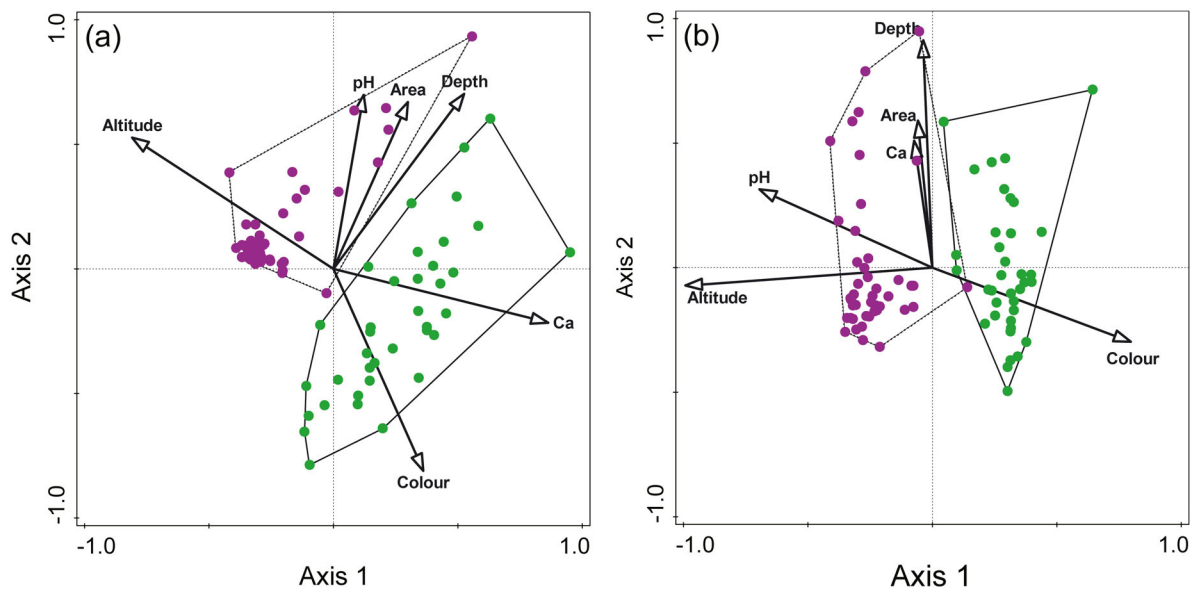 (a)
1.0
pH
Area
Depth
Altitude
Axis 2
Ca
Colour
-1.0
-1.0
1.0
Axis 1
(b)
1.0
Depth
Area
Ca
pH
Axis 2
Altitude
Colour
-1.0
-1.0
1.0
Axis 1